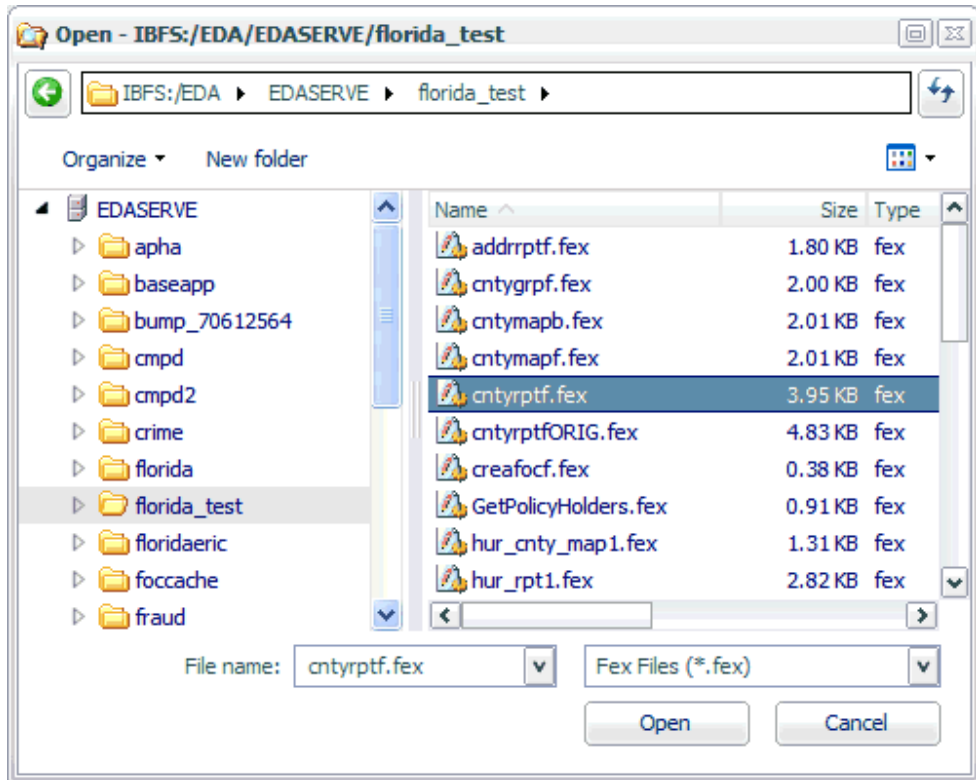 Open - IBFS:/EDA/EDASERVE/florida_test
IBFS:/EDA EDASERVE florida_test
Organize New folder
EDASERVE
apha
baseapp
bump_70612564
cmpd
cmpd2
crime
florida
florida_test
floridaeric
foccache
fraud
Name Size Type
addrrptf.fex 1.80 KB fex
cntygrpf.fex 2.00 KB fex
cntymapb.fex 2.01 KB fex
cntymapf.fex 2.01 KB fex
cntyrptf.fex 3.95 KB fex
cntyrptfORIG.fex 4.83 KB fex
creafocf.fex 0.38 KB fex
GetPolicyHolders.fex 0.91 KB fex
hur_cnty_map1.fex 1.31 KB fex
hur_rpt1.fex 2.82 KB fex
File name: cntyrptf.fex Fex Files (*.fex)
Open Cancel